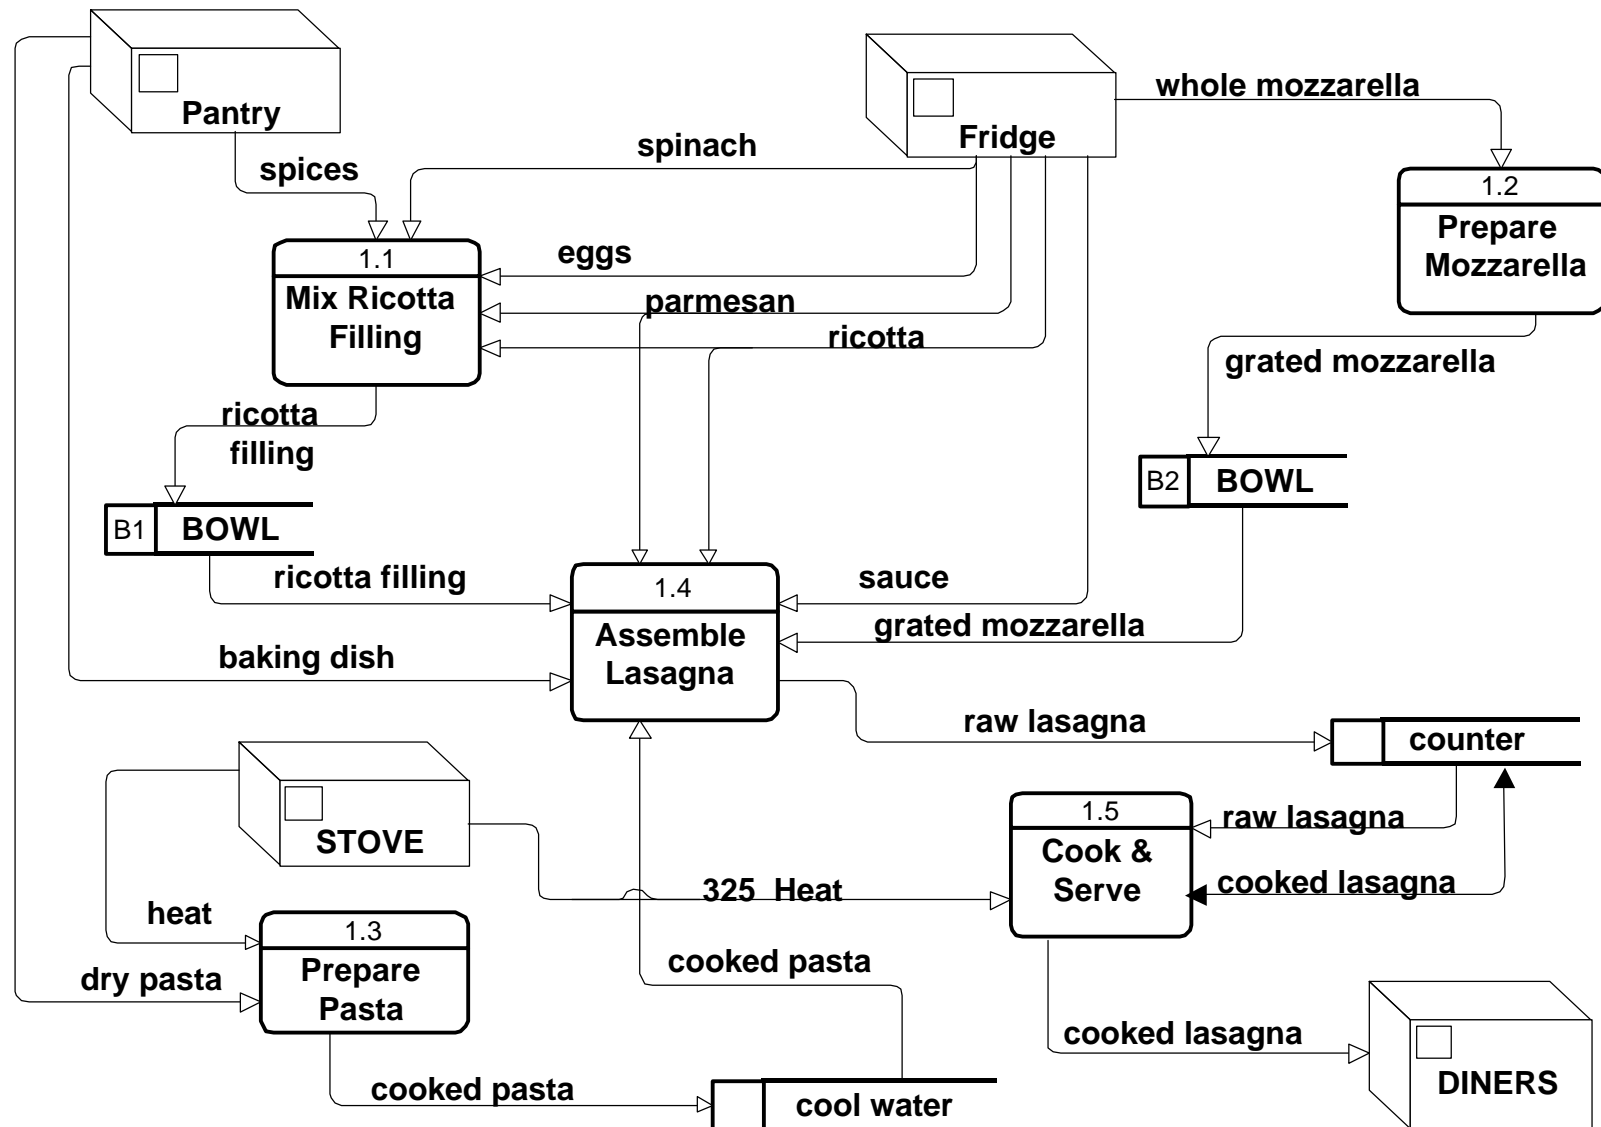 Pantry
Fridge
whole mozzarella
spinach
spices
1.2
Prepare
Mozzarella
1.1
Mix Ricotta
Filling
eggs
parmesan
ricotta
grated mozzarella
ricotta
filling
B2 BOWL
B1 BOWL
ricotta filling
1.4
Assemble
Lasagna
sauce
grated mozzarella
baking dish
raw lasagna
counter
STOVE
1.5
Cook &
Serve
raw lasagna
325 Heat
cooked lasagna
heat
1.3
Prepare
Pasta
dry pasta
cooked pasta
cooked lasagna
DINERS
cooked pasta
cool water